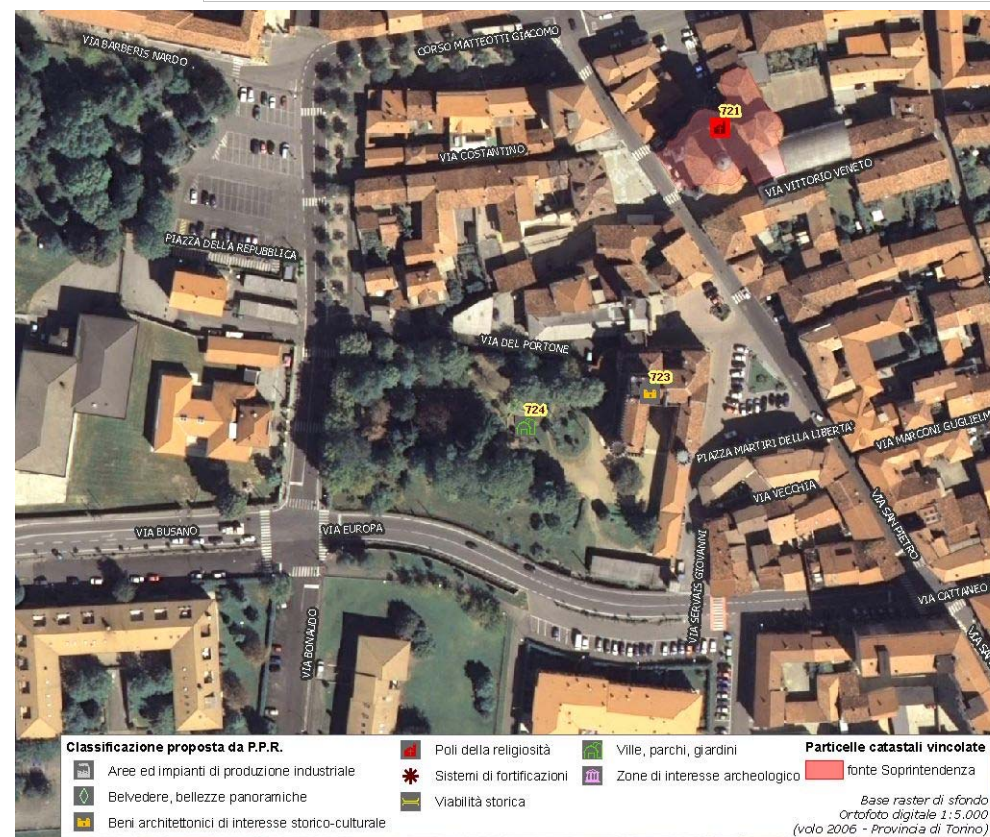 VIA BARBERIS NARDO
CORSO MATTEOTTI GIACOMO
721
VIA COSTANTINO
VIA VITTORIO VENETO
PIAZZA DELLA REPUBBLICA
VIA DEL PORTONE
723
724
PIAZZA MARTIRI DELLA LIBERTA'
VIA MARCONI GUGLIELM
VIA VECCHIA
VIA SAN PIETRO
VIA BUSANO
VIA EUROPA
VIA SERVAIS GIOVANNI
VIA CATTANEO
VIA BONAUDO
VIA SA
Classificazione proposta da P.P.R.
Aree ed impianti di produzione industriale
Belvedere, bellezze panoramiche
Beni architettonici di interesse storico-culturale
Poli della religiosità
Sistemi di fortificazioni
Viabilità storica
Ville, parchi, giardini
Zone di interesse archeologico
Particelle catastali vincolate
fonte Soprintendenza
Base raster di sfondo
Ortofoto digitale 1:5.000
(volo 2006 - Provincia di Torino)